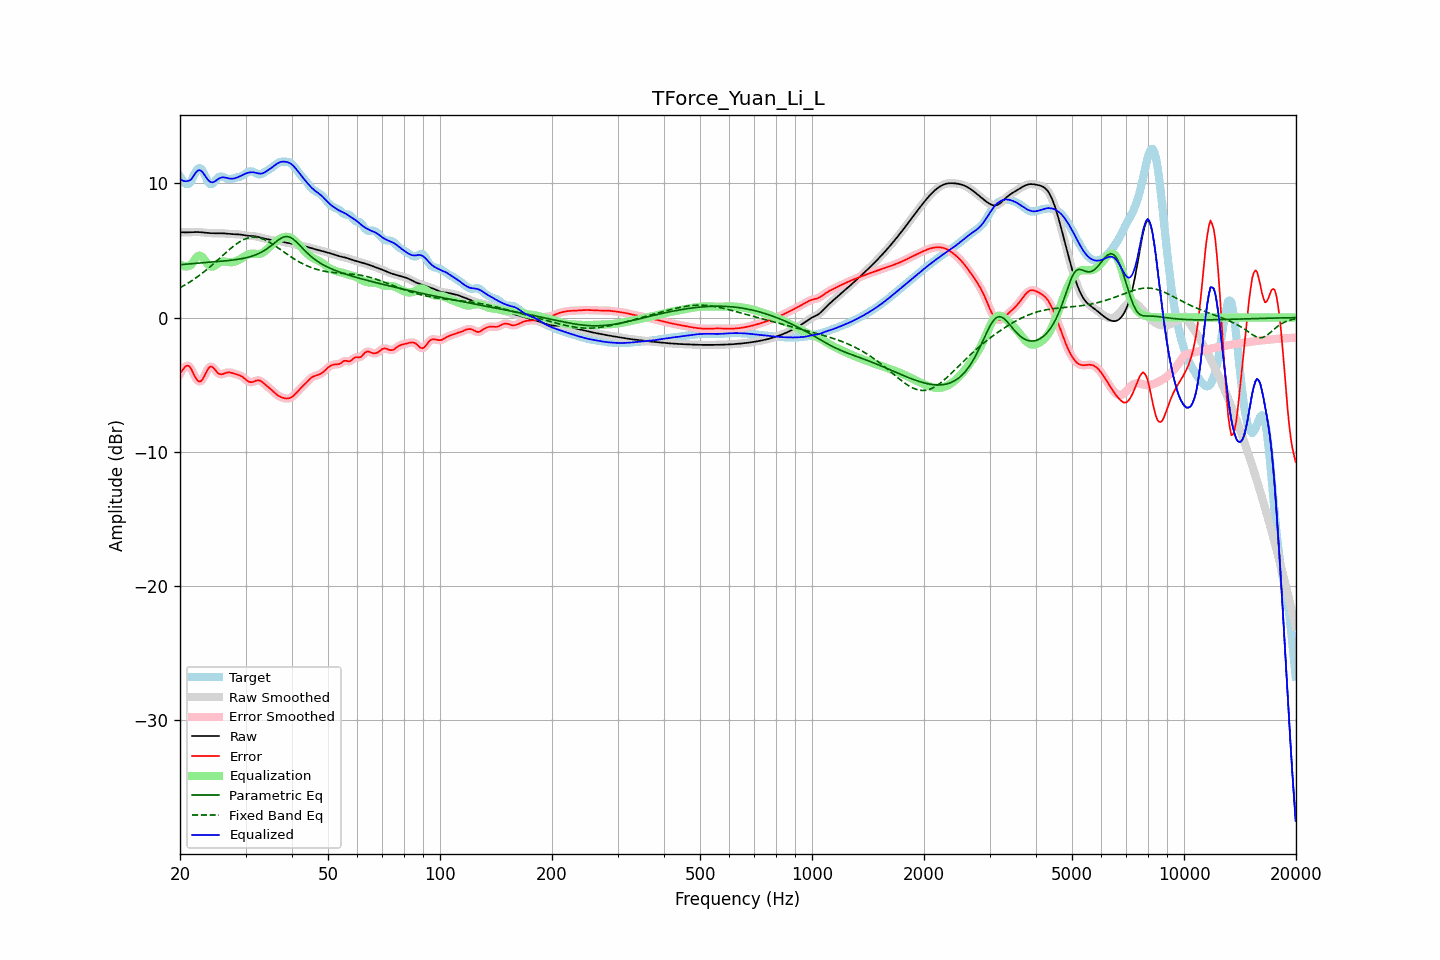 TForce_Yuan_Li_L
Amplitude (dBr)
10
0
−10
−20
−30
Target
Raw Smoothed
Error Smoothed
Raw
Error
Equalization
Parametric Eq
Fixed Band Eq
Equalized
20 50 100 200 500 1000 2000 5000 10000 20000
Frequency (Hz)